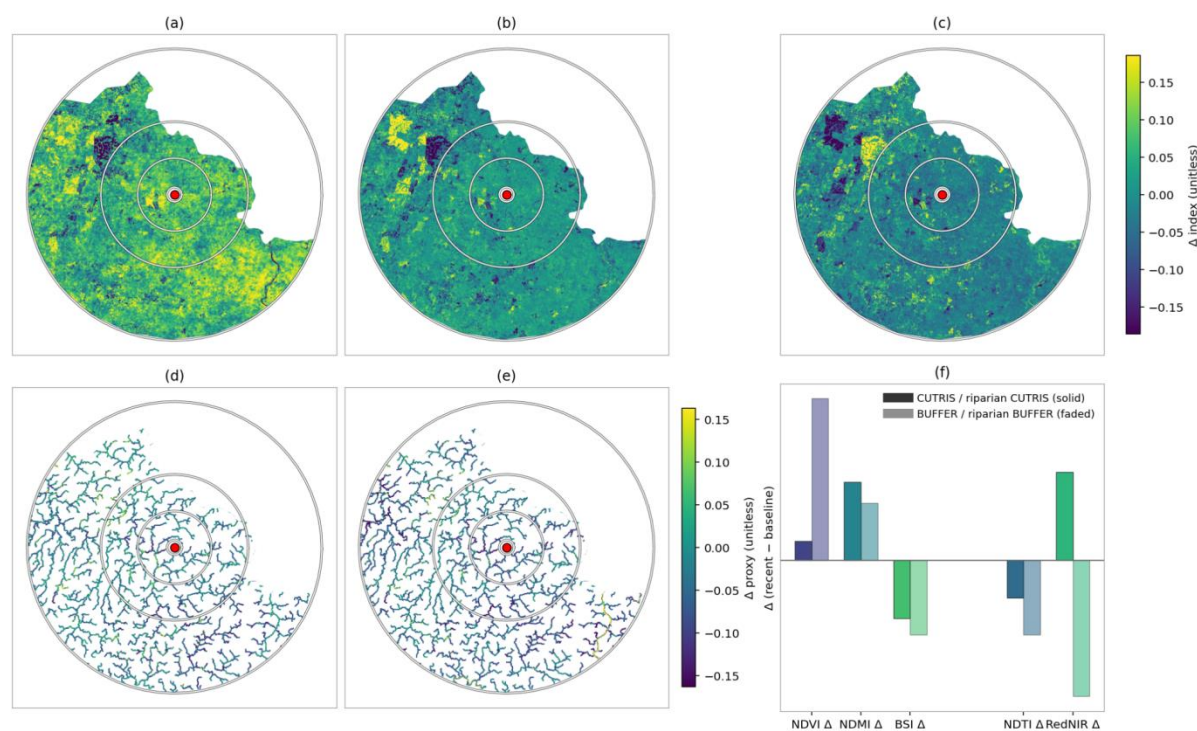 (a)
(b)
(c)
0.15
0.10
0.05
0.00
−0.05
−0.10
−0.15
Δ index (unitless)
(d)
(e)
0.15
0.10
0.05
0.00
−0.05
−0.10
−0.15
Δ proxy (unitless)
(f)
Δ (recent − baseline)
CUTRIS / riparian CUTRIS (solid)
BUFFER / riparian BUFFER (faded)
NDVI Δ NDMI Δ BSI Δ NDTI Δ RedNIR Δ